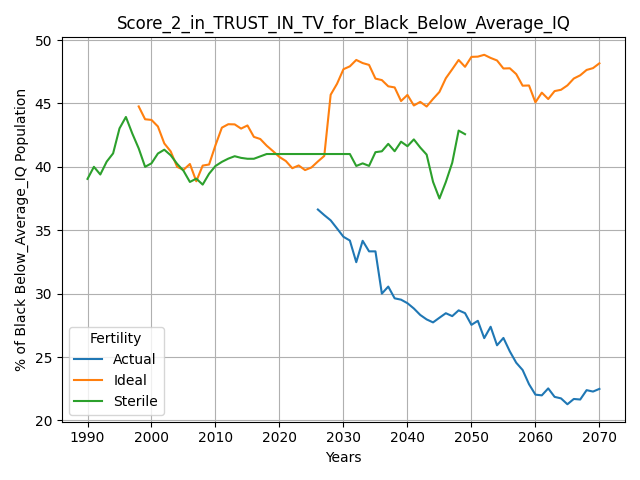 Score_2_in_TRUST_IN_TV_for_Black_Below_Average_IQ
% of Black Below_Average_IQ Population
50
45
40
35
30
25
20
Fertility
Actual
Ideal
Sterile
1990 2000 2010 2020 2030 2040 2050 2060 2070
Years